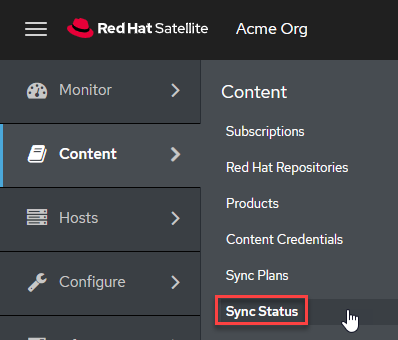 Red Hat Satellite
Acme Org
Monitor
Content
Hosts
Configure
Content
Subscriptions
Red Hat Repositories
Products
Content Credentials
Sync Plans
Sync Status